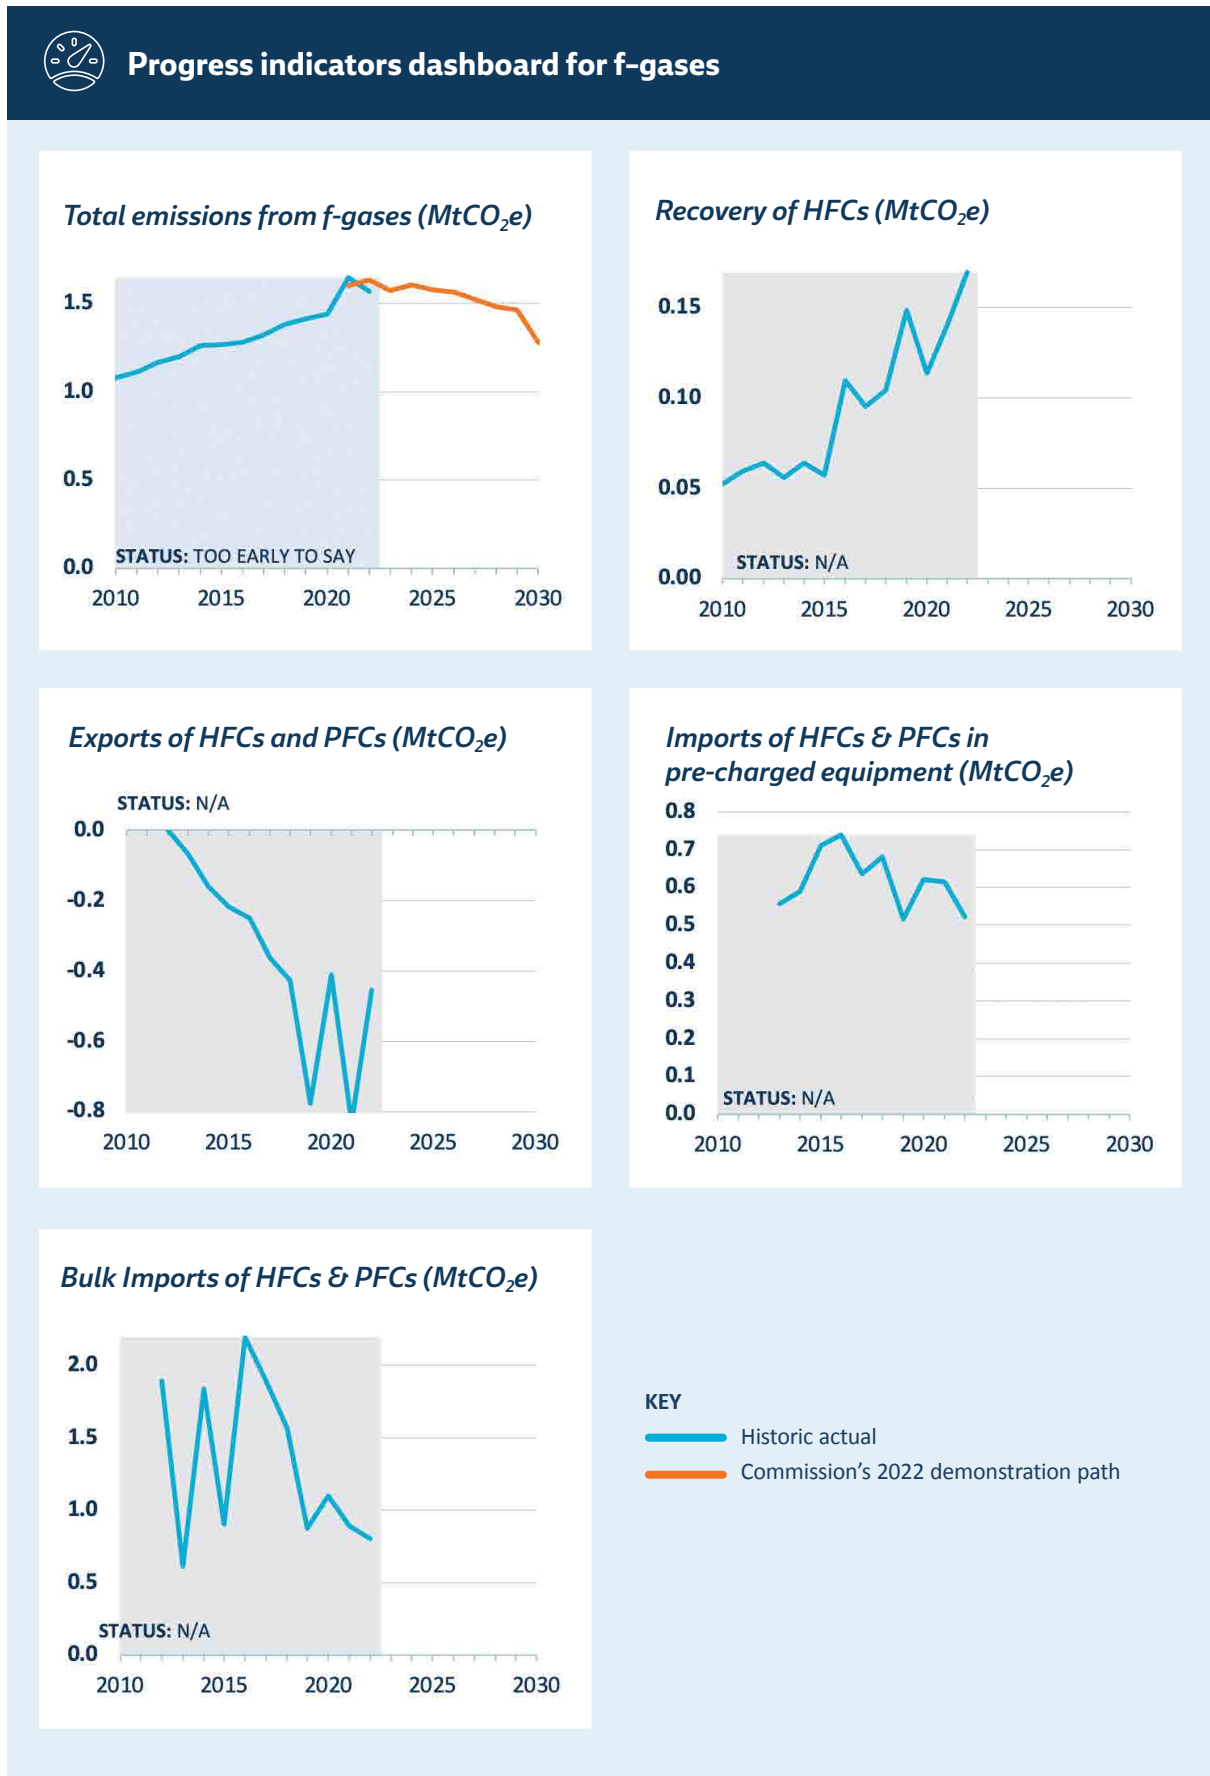 Progress indicators dashboard for f-gases
Total emissions from f-gases (MtCO₂e)
1.5
1.0
0.5
0.0
STATUS: TOO EARLY TO SAY
2010 2015 2020 2025 2030
Recovery of HFCs (MtCO₂e)
0.15
0.10
0.05
0.00
STATUS: N/A
2010 2015 2020 2025 2030
Exports of HFCs and PFCs (MtCO₂e)
STATUS: N/A
0.0
-0.2
-0.4
-0.6
-0.8
2010 2015 2020 2025 2030
Imports of HFCs & PFCs in
pre-charged equipment (MtCO₂e)
0.8
0.7
0.6
0.5
0.4
0.3
0.2
0.1
0.0
STATUS: N/A
2010 2015 2020 2025 2030
Bulk Imports of HFCs & PFCs (MtCO₂e)
2.0
1.5
1.0
0.5
STATUS: N/A
0.0
2010 2015 2020 2025 2030
KEY
Historic actual
Commission's 2022 demonstration path